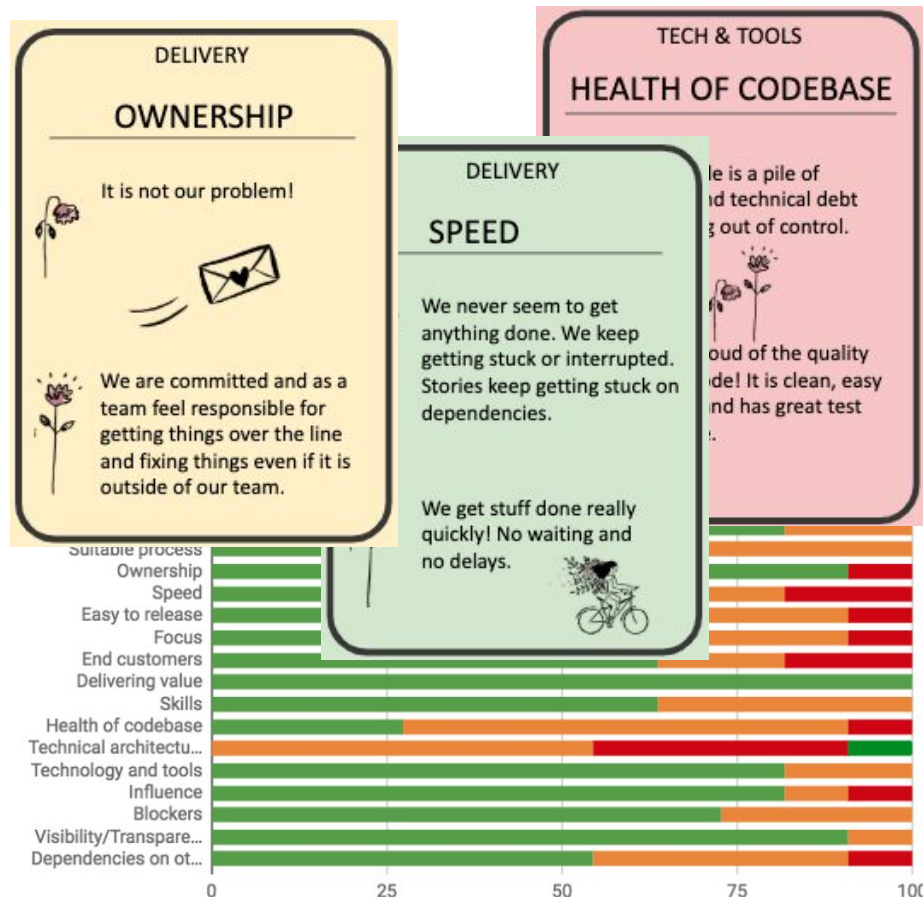 DELIVERY
OWNERSHIP
It is not our problem!
We are committed and as a
team feel responsible for
getting things over the line
and fixing things even if it is
outside of our team.
DELIVERY
SPEED
We never seem to get
anything done. We keep
getting stuck or interrupted.
Stories keep getting stuck on
dependencies.
We get stuff done really
quickly! No waiting and
no delays.
TECH & TOOLS
HEALTH OF CODEBASE
is a pile of
technical debt
out of control.
of the quality
It is clean, easy
and has great test
Suitable process
Ownership
Speed
Easy to release
Focus
End customers
Delivering value
Skills
Health of codebase
Technical architectu...
Technology and tools
Influence
Blockers
Visibility/Transpare...
Dependencies on ot...
0 25 50 75 100